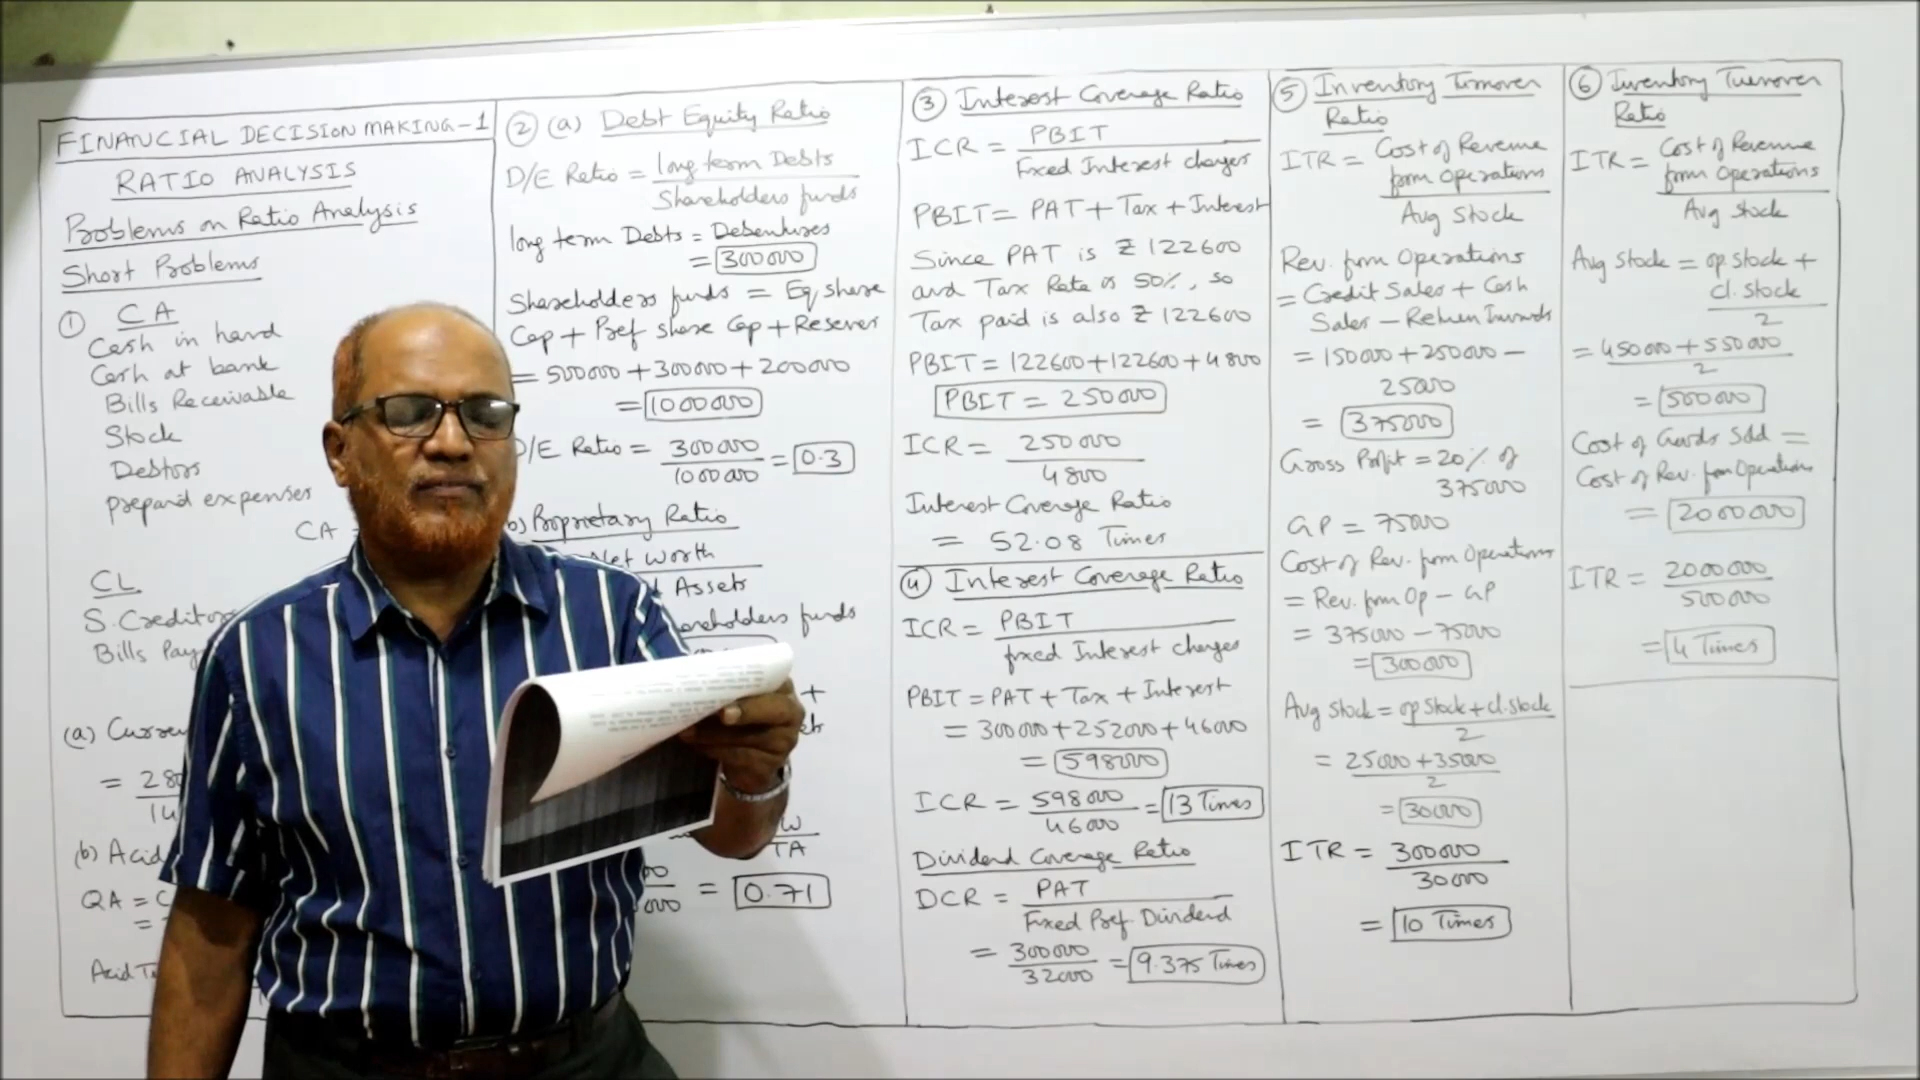 FINANCIAL DECISION MAKING-1
RATIO ANALYSIS
Problems on Ratio Analysis
Short Problems
① CA
Cash in hand
Cash at bank
Bills Receivable
Stock
Debtors
Prepaid expenses
CA
CL
S. Creditors
Bills Pay
(a) Curren
= 28
14
(b) Acid
QA = C
=
Acid Te
② (a) Debt Equity Ratio
D/E Ratio = long term Debts
Shareholders funds
long term Debts = Debentures
= 300000
Shareholders funds = Eq share
Cap + Pref share Cap + Reserves
= 500000 + 300000 + 200000
= 1000000
D/E Ratio = 300000 = 0.3
1000000
b) Proprietary Ratio
Net worth
Assets
areholders funds
+
W
TA
= 0.71
③ Interest Coverage Ratio
ICR = PBIT
Fixed Interest charges
PBIT = PAT + Tax + Interest
Since PAT is ₹ 122600
and Tax Rate is 50%, so
Tax paid is also ₹ 122600
PBIT = 122600 + 122600 + 4800
PBIT = 250000
ICR = 250000
4800
Interest Coverage Ratio
= 52.08 Times
④ Interest Coverage Ratio
ICR = PBIT
fixed Interest charges
PBIT = PAT + Tax + Interest
= 300000 + 252000 + 46000
= 598000
ICR = 598000 = 13 Times
46000
Dividend Coverage Ratio
DCR = PAT
Fixed Pref Dividend
= 300000 = 9.375 Times
32000
⑤ Inventory Turnover
Ratio
ITR = Cost of Revenue
from Operations
Avg Stock
Rev. from Operations
= Credit Sales + Cash
Sales - Return Inwards
= 150000 + 250000 -
25000
= 375000
Gross Profit = 20% of
375000
GP = 75000
Cost of Rev. from Operations
= Rev. from Op - GP
= 375000 - 75000
= 300000
Avg Stock = op stock + cl. stock
2
= 25000 + 35000
2
= 30000
ITR = 300000
30000
= 10 Times
⑥ Inventory Turnover
Ratio
ITR = Cost of Revenue
from Operations
Avg Stock
Avg Stock = op stock +
cl. stock
2
= 450000 + 550000
2
= 500000
Cost of Goods Sold =
Cost of Rev. from Operations
= 2000000
ITR = 2000000
500000
= 4 Times